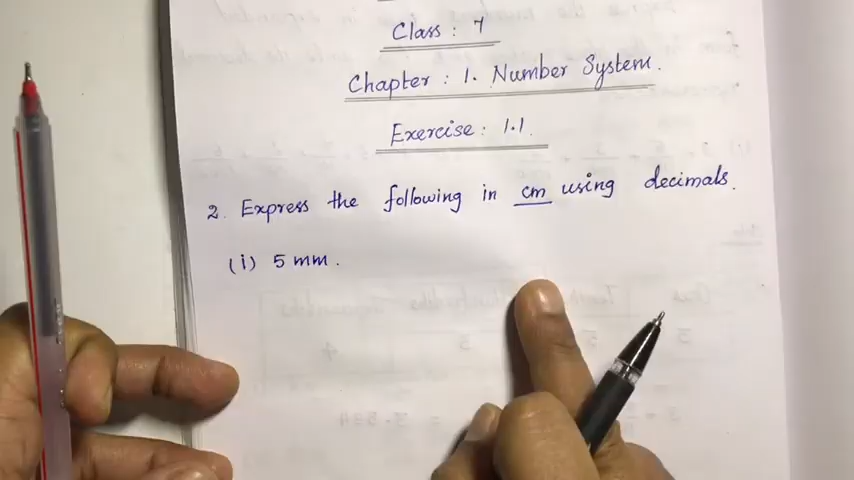 Class : 7
Chapter : 1. Number System.
Exercise : 1.1.
2. Express the following in cm using decimals.
(i) 5 mm.